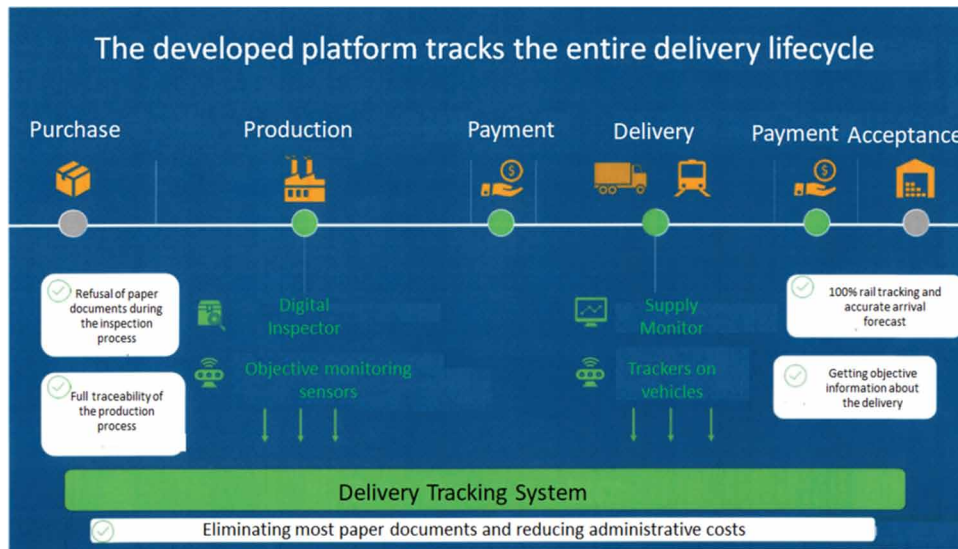 The developed platform tracks the entire delivery lifecycle
Purchase
Production
Payment
Delivery
Payment
Acceptance
Refusal of paper
documents during
the inspection
process
Full traceability of
the production
process
Digital
Inspector
Objective monitoring
sensors
Supply
Monitor
Trackers on
vehicles
100% rail tracking and
accurate arrival
forecast
Getting objective
information about
the delivery
Delivery Tracking System
Eliminating most paper documents and reducing administrative costs